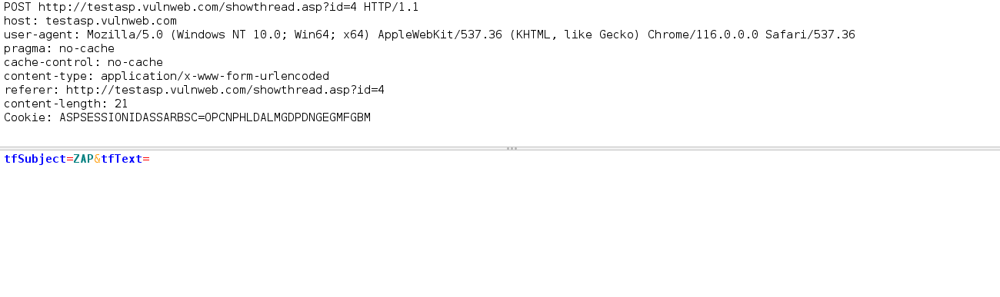 POST http://testasp.vulnweb.com/showthread.asp?id=4 HTTP/1.1
host: testasp.vulnweb.com
user-agent: Mozilla/5.0 (Windows NT 10.0; Win64; x64) AppleWebKit/537.36 (KHTML, like Gecko) Chrome/116.0.0.0 Safari/537.36
pragma: no-cache
cache-control: no-cache
content-type: application/x-www-form-urlencoded
referer: http://testasp.vulnweb.com/showthread.asp?id=4
content-length: 21
Cookie: ASPSESSIONIDASSARBSC=OPCNPHLDALMGDPDNGEGMFGBM
tfSubject=ZAP&tfText=